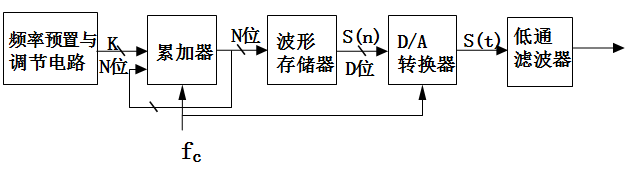 频率预置与
调节电路
K
N位
累加器
N位
波形
存储器
S(n)
D位
D/A
转换器
S(t)
低通
滤波器
fc